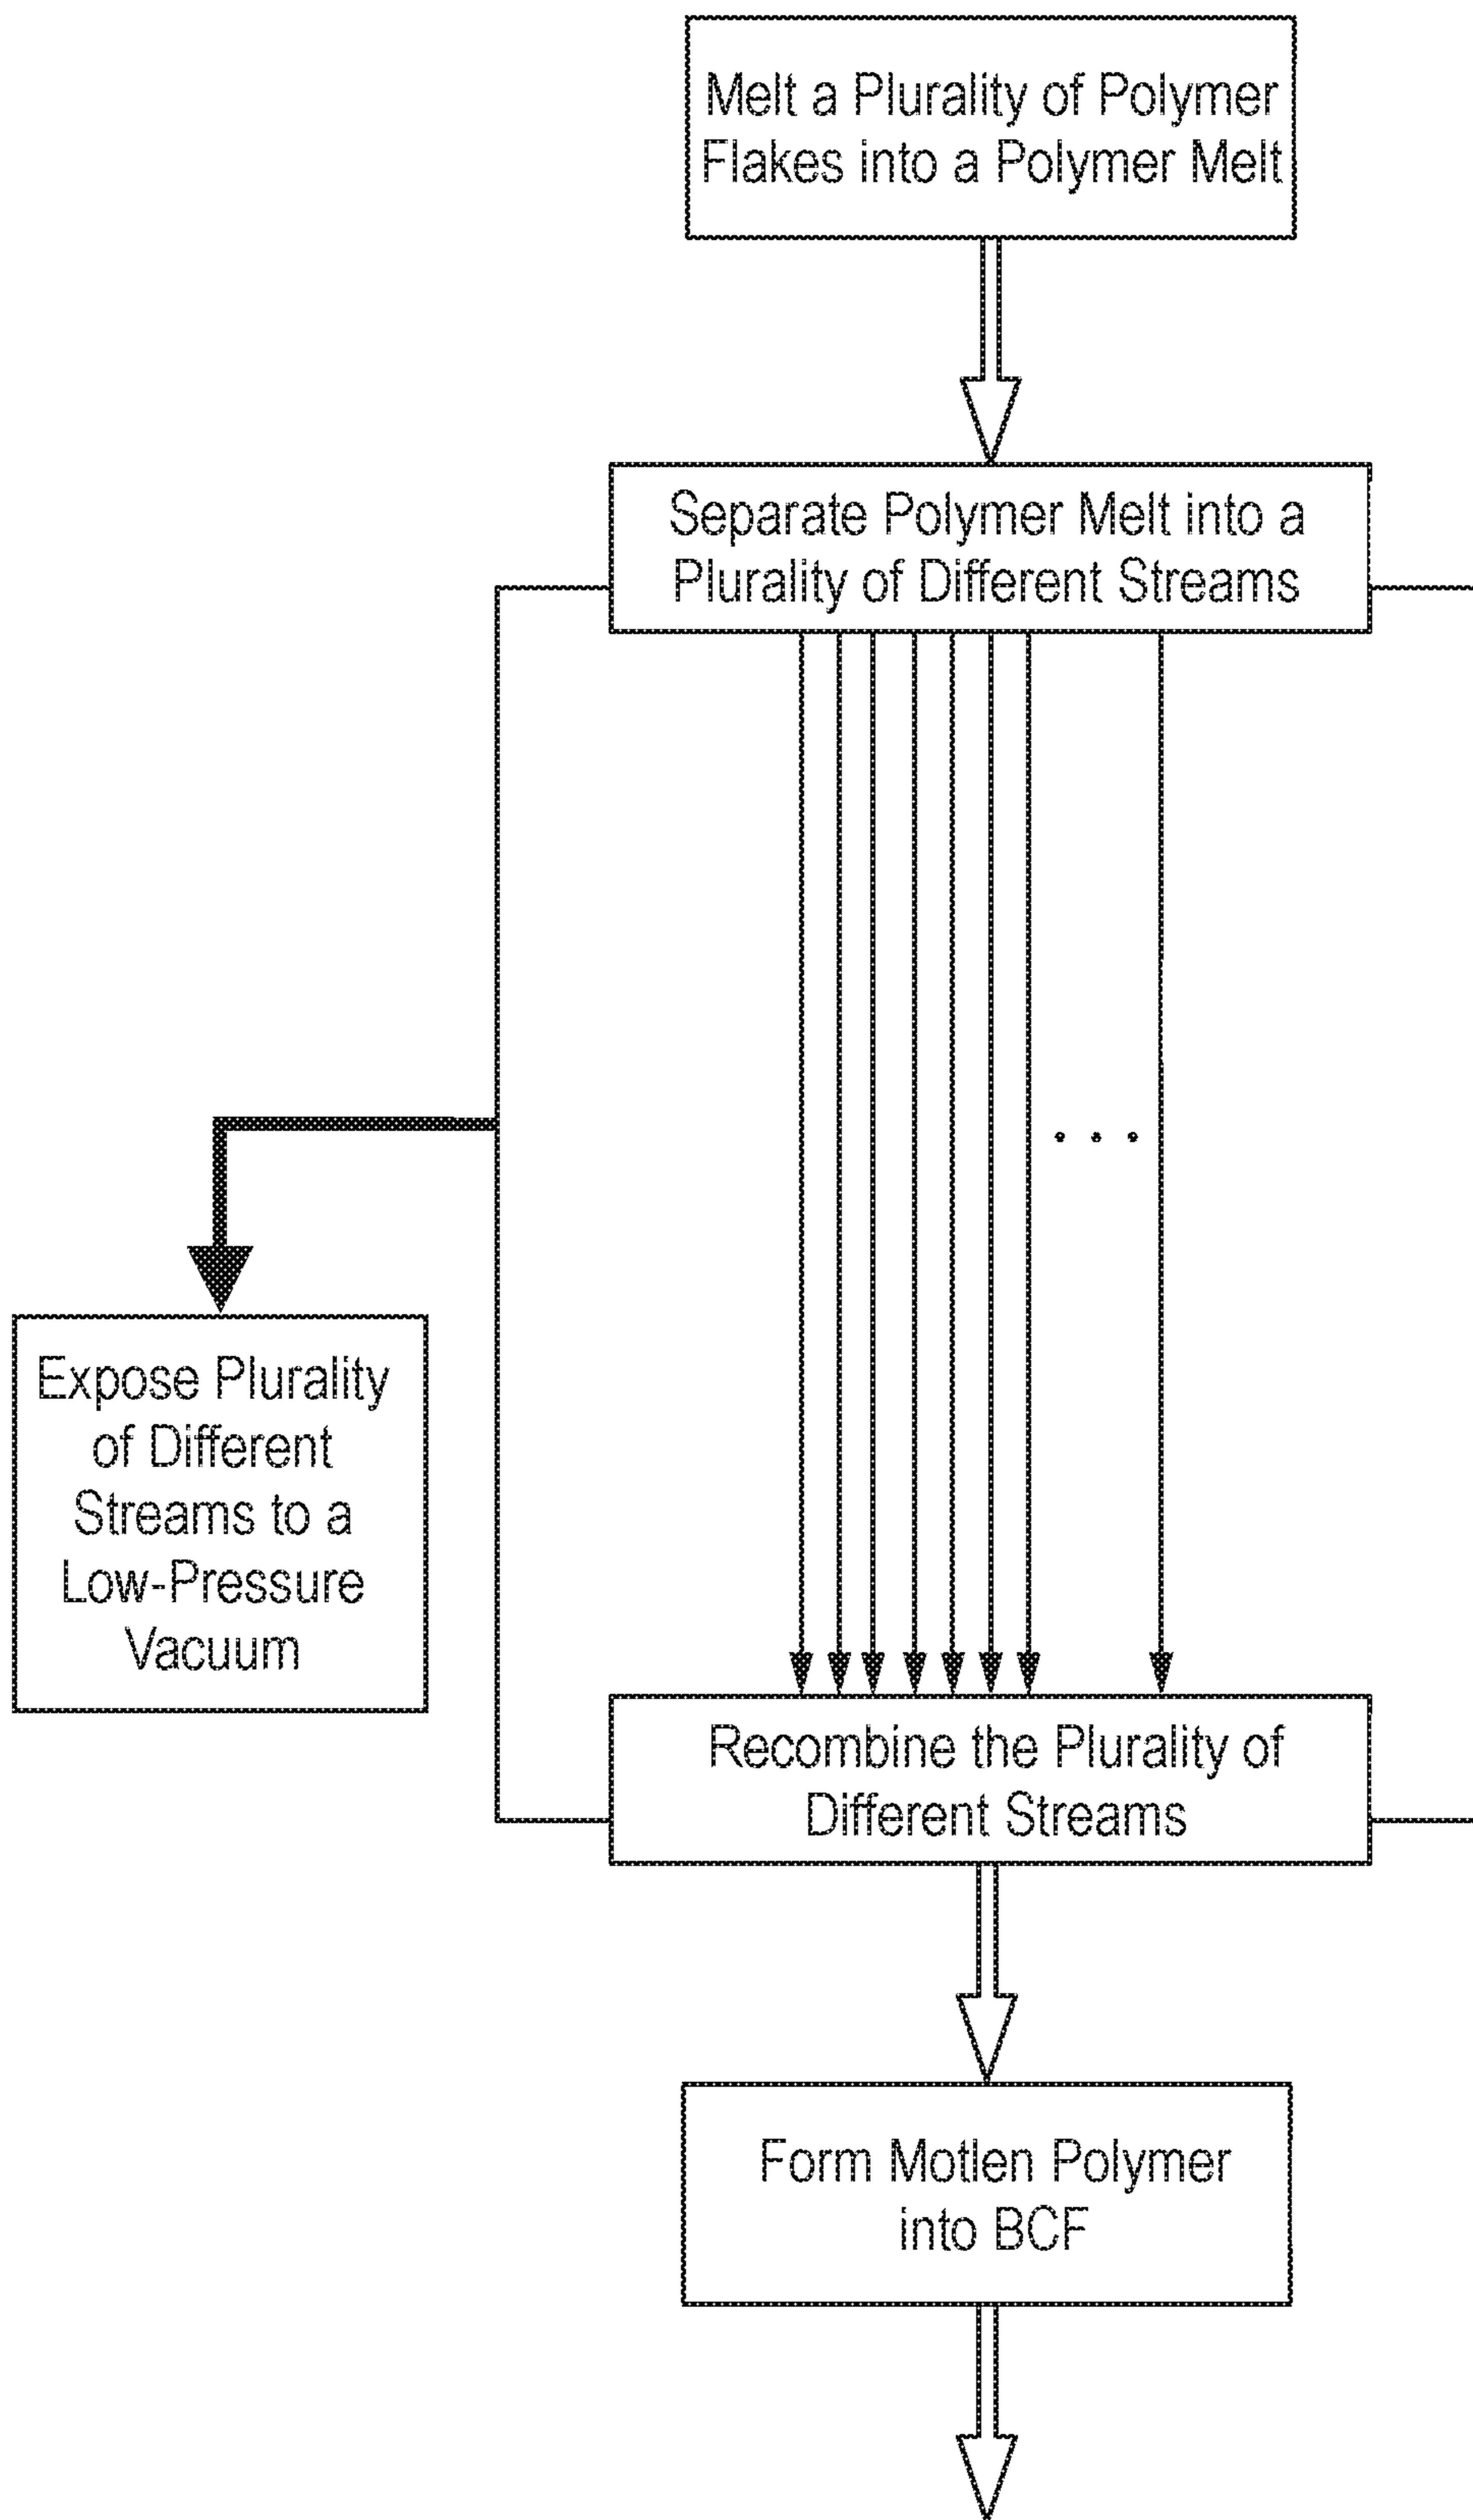 Melt a Plurality of Polymer
Flakes into a Polymer Melt
Separate Polymer Melt into a
Plurality of Different Streams
. . .
Expose Plurality
of Different
Streams to a
Low-Pressure
Vacuum
Recombine the Plurality of
Different Streams
Form Motlen Polymer
into BCF